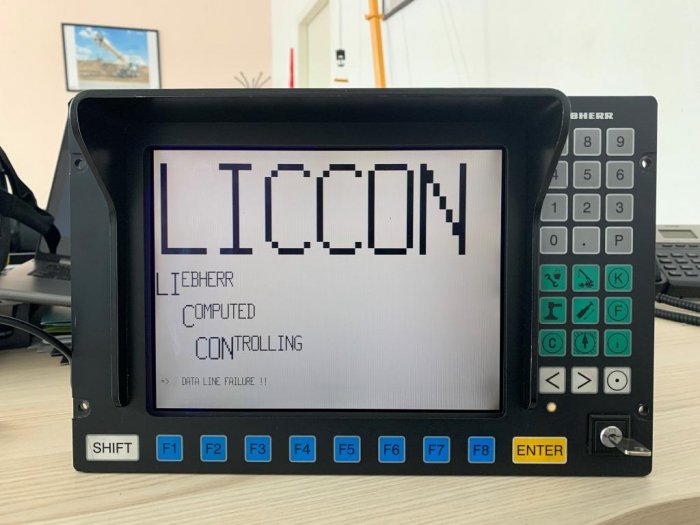 LICCON
LIEBHERR
COMPUTED
CONTROLLING
=> DATA LINE FAILURE !!
BHERR
8 9
4 5 6
1 2 3
0 . P
K
F
C i
< >
SHIFT F1 F2 F3 F4 F5 F6 F7 F8 ENTER